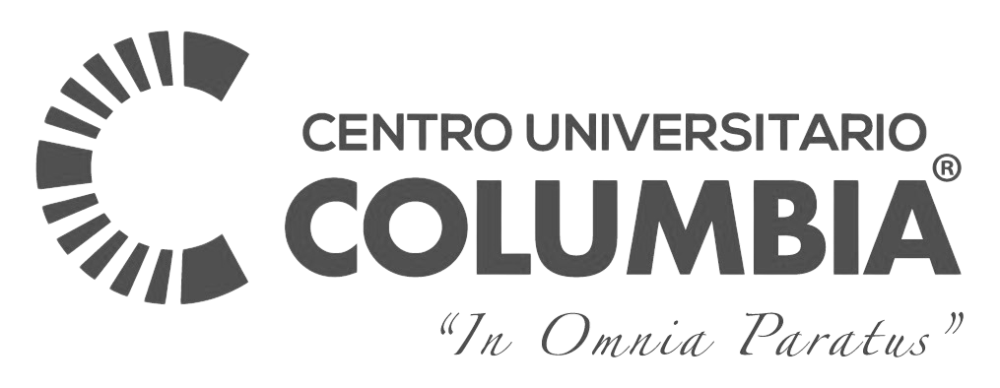 CENTRO UNIVERSITARIO
COLUMBIA®
“In Omnia Paratus”